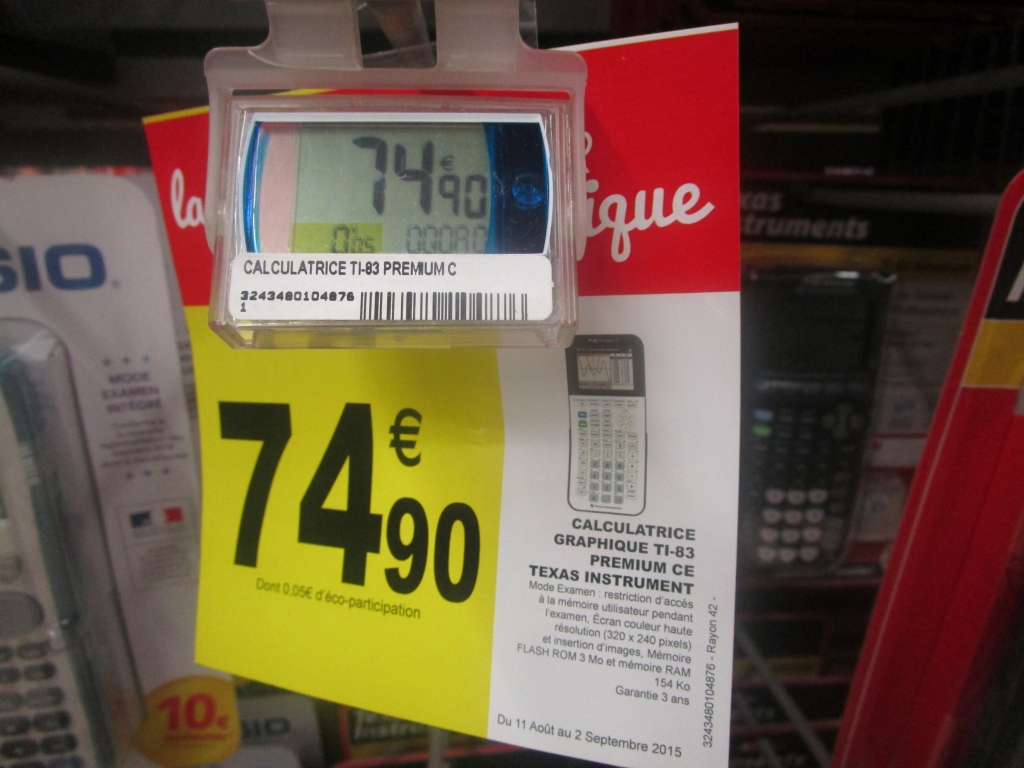 74€90
000080
CALCULATRICE TI-83 PREMIUM C
3243480104876
1
la
ique
74€90
Dont 0,05€ d'éco-participation
CALCULATRICE
GRAPHIQUE TI-83
PREMIUM CE
TEXAS INSTRUMENT
Mode Examen : restriction d'accès
à la mémoire utilisateur pendant
l'examen, Écran couleur haute
résolution (320 x 240 pixels)
et insertion d'images, Mémoire
FLASH ROM 3 Mo et mémoire RAM
154 Ko
Garantie 3 ans
Du 11 Août au 2 Septembre 2015
3243480104876 - Rayon 42 -
SIO
MODE
EXAMEN
INTÉGRÉ
10€
SIO
xas
truments